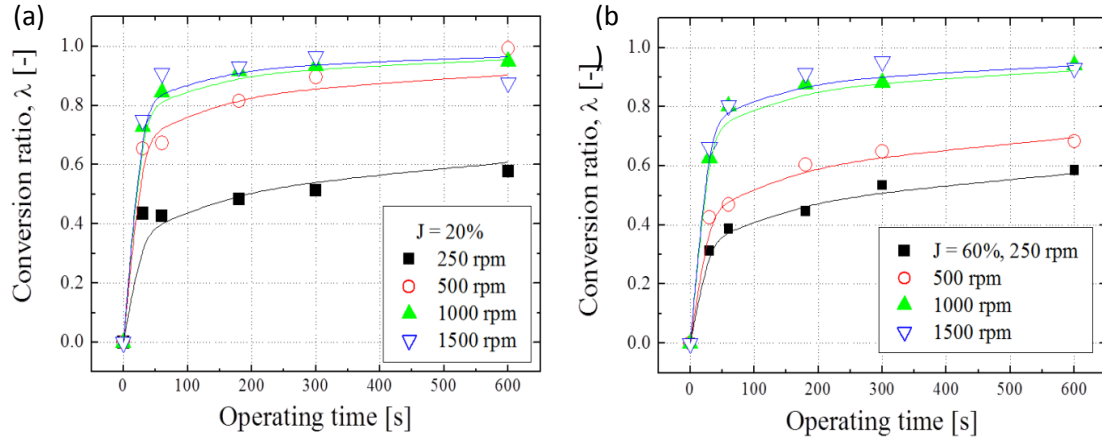 (a)
Conversion ratio, λ [-]
1.0
0.8
0.6
0.4
0.2
0.0
J = 20%
250 rpm
500 rpm
1000 rpm
1500 rpm
0 100 200 300 400 500 600
Operating time [s]
(b
)
Conversion ratio, λ [-]
1.0
0.8
0.6
0.4
0.2
0.0
J = 60%, 250 rpm
500 rpm
1000 rpm
1500 rpm
0 100 200 300 400 500 600
Operating time [s]